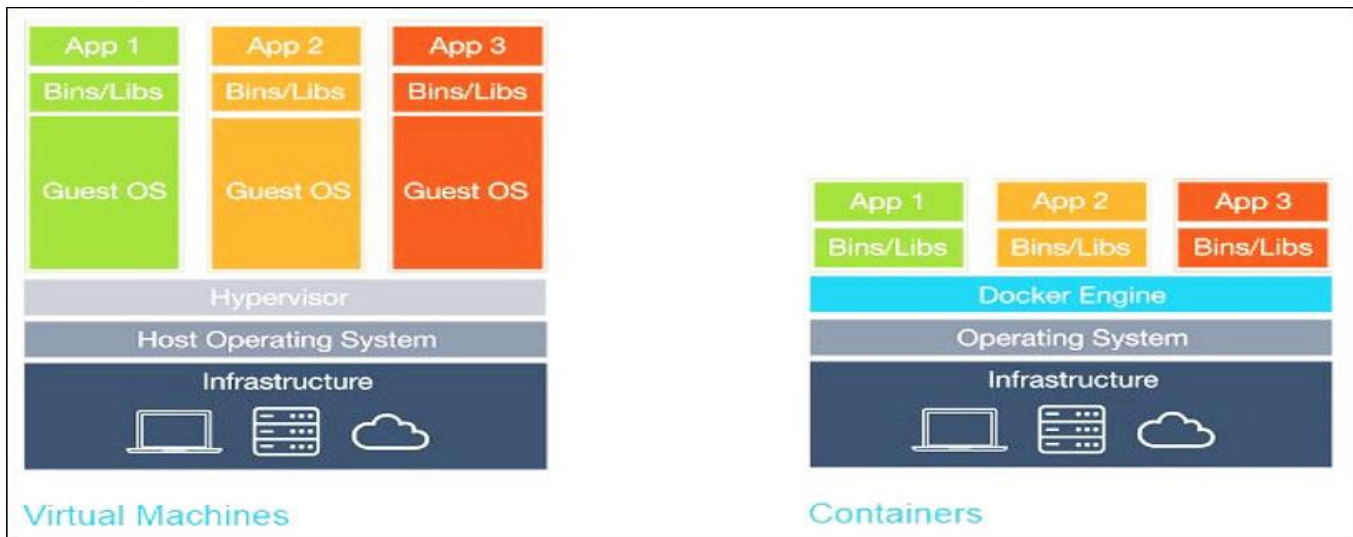 App 1 App 2 App 3
Bins/Libs Bins/Libs Bins/Libs
Guest OS Guest OS Guest OS
Hypervisor
Host Operating System
Infrastructure
Virtual Machines
App 1 App 2 App 3
Bins/Libs Bins/Libs Bins/Libs
Docker Engine
Operating System
Infrastructure
Containers